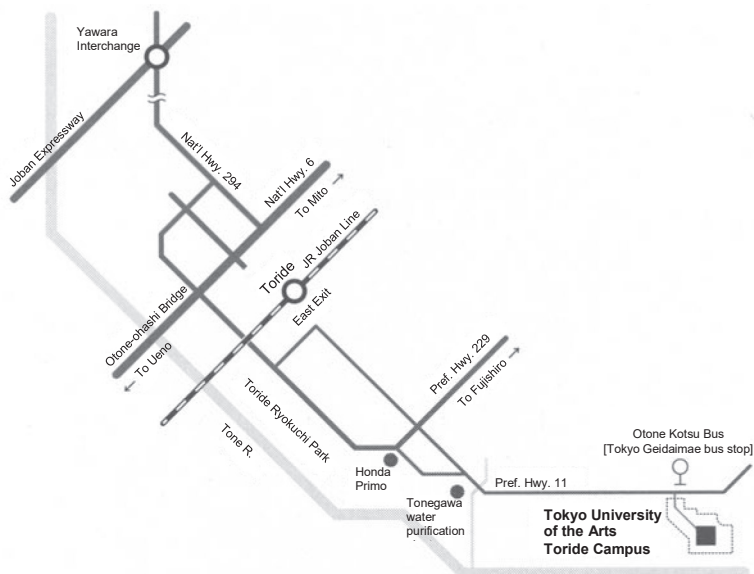 Yawara
Interchange
Joban Expressway
Nat'l Hwy. 294
Nat'l Hwy. 6
To Mito
JR Joban Line
Toride
East Exit
Otone-ohashi Bridge
To Ueno
Tone R.
Toride Ryokuchi Park
Pref. Hwy. 229
To Fujishiro
Honda
Primo
Tonegawa
water
purification
Pref. Hwy. 11
Otone Kotsu Bus
[Tokyo Geidaimae bus stop]
Tokyo University
of the Arts
Toride Campus